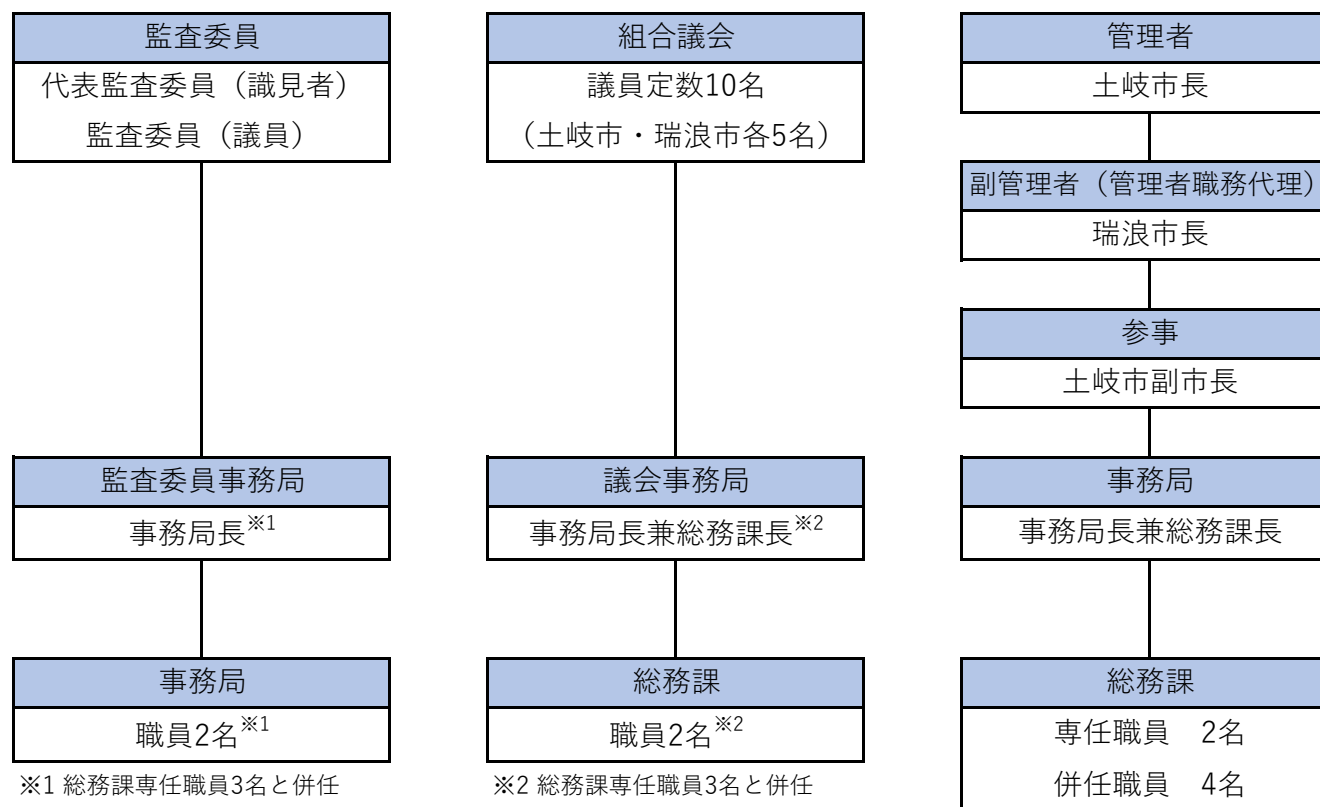 監査委員
代表監査委員（識見者）
監査委員（議員）
監査委員事務局
事務局長※1
事務局
職員2名※1
※1 総務課専任職員3名と併任
組合議会
議員定数10名
（土岐市・瑞浪市各5名）
議会事務局
事務局長兼総務課長※2
総務課
職員2名※2
※2 総務課専任職員3名と併任
管理者
土岐市長
副管理者（管理者職務代理）
瑞浪市長
参事
土岐市副市長
事務局
事務局長兼総務課長
総務課
専任職員　2名
併任職員　4名